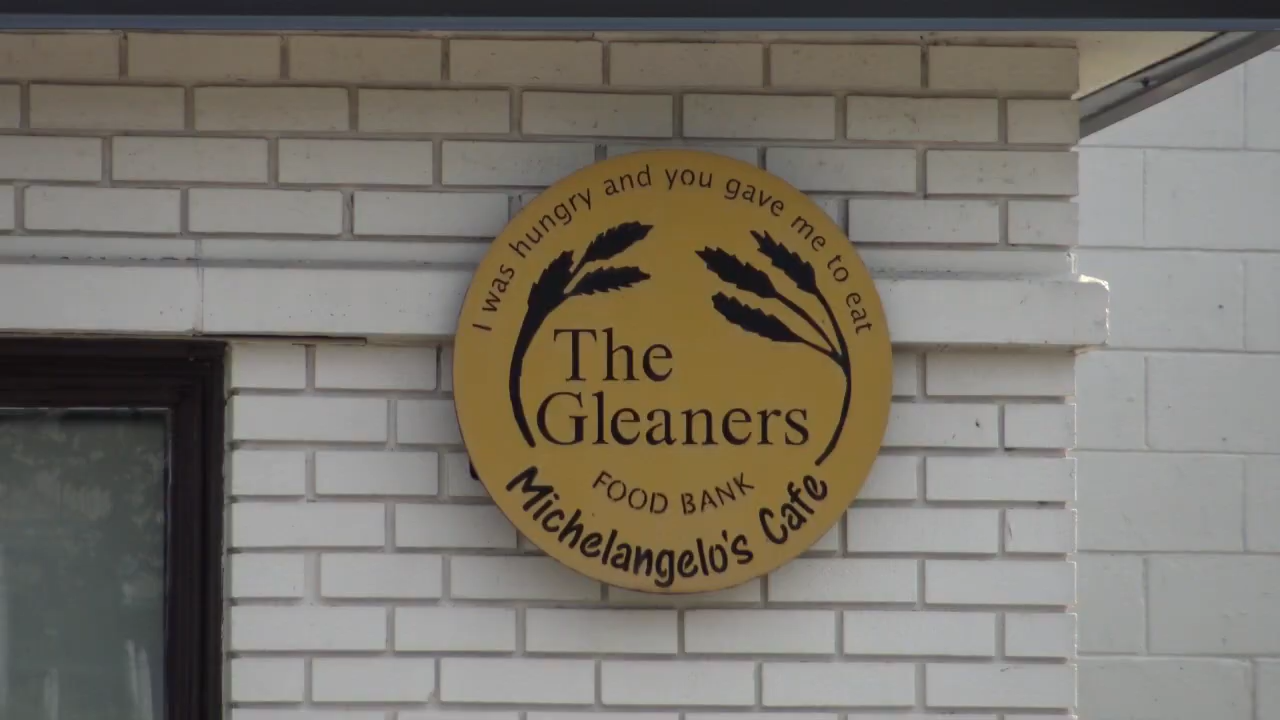 I was hungry and you gave me to eat
The
Gleaners
FOOD BANK
Michelangelo's Cafe